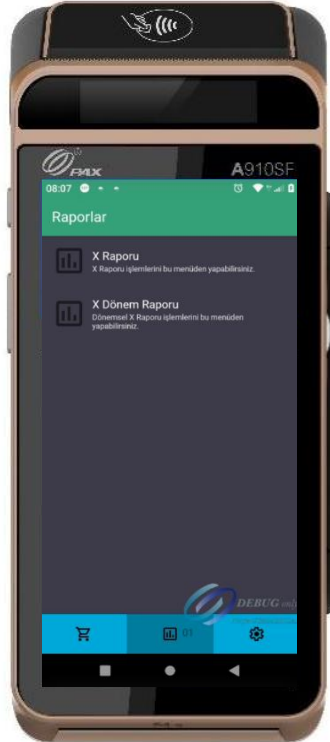 PAX
A910SF
08:07
Raporlar
X Raporu
X Raporu işlemlerini bu menüden yapabilirsiniz.
X Dönem Raporu
Dönemsel X Raporu işlemlerini bu menüden
yapabilirsiniz.
DEBUG
01